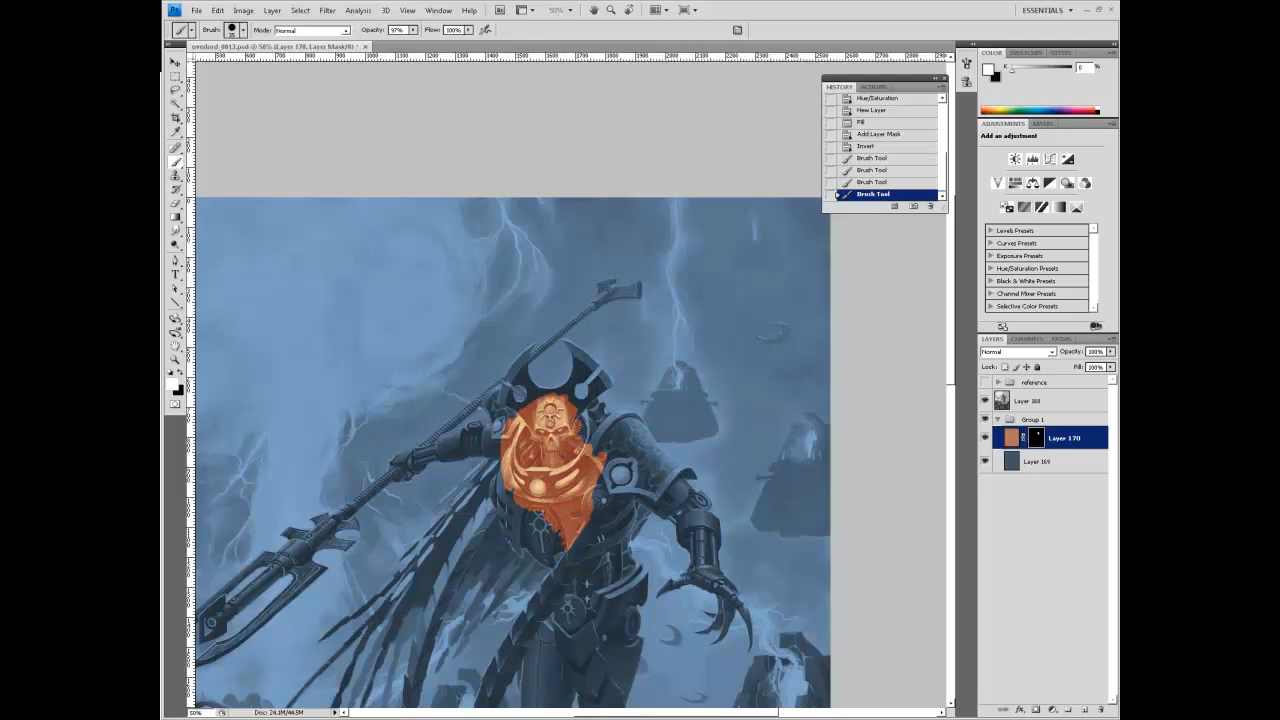 Ps File Edit Image Layer Select Filter Analysis 3D View Window Help Br 50% ESSENTIALS
Brush: 35 Mode: Normal Opacity: 97% Flow: 100%
overlord_0013.psd @ 50% (Layer 170, Layer Mask/8) *
HISTORY ACTIONS
Hue/Saturation
New Layer
Fill
Add Layer Mask
Invert
Brush Tool
Brush Tool
Brush Tool
Brush Tool
COLOR SWATCHES STYLES
K 0 %
ADJUSTMENTS MASKS
Add an adjustment
Levels Presets
Curves Presets
Exposure Presets
Hue/Saturation Presets
Black & White Presets
Channel Mixer Presets
Selective Color Presets
LAYERS CHANNELS PATHS
Normal Opacity: 100%
Lock: Fill: 100%
reference
Layer 168
Group 1
Layer 170
Layer 169
50% Doc: 24.1M/44.5M